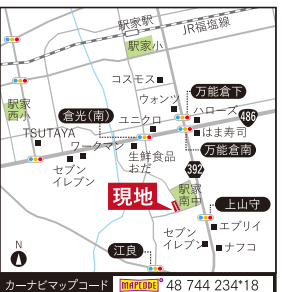 駅家駅
JR福塩線
駅家小
コスモス
万能倉下
ウォンツ
ハローズ
駅家
西小
倉光(南)
ユニクロ
486
はま寿司
TSUTAYA
ワークマン
生鮮食品
おだ
万能倉南
セブン
イレブン
392
現地
駅家
南中
上山守
エブリイ
セブン
イレブン
ナフコ
N
江良
カーナビマップコード MAPCODE® 48 744 234*18